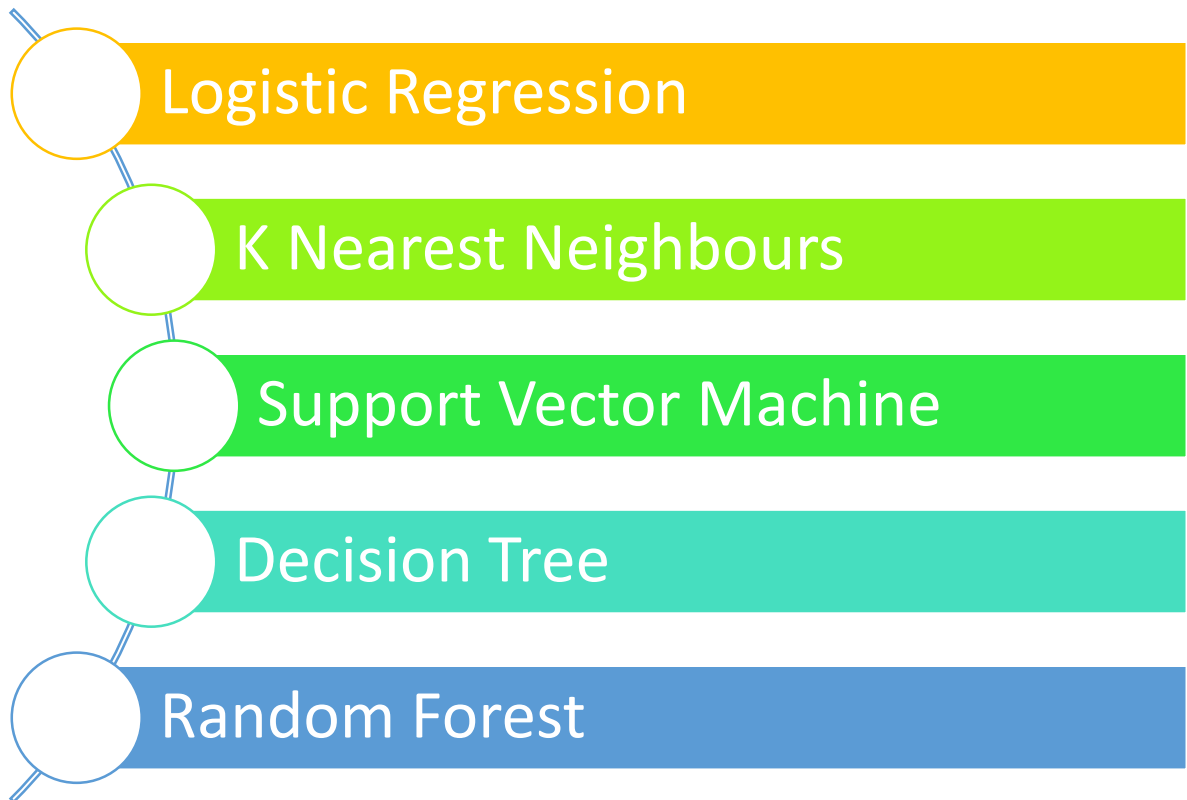 Logistic Regression
K Nearest Neighbours
Support Vector Machine
Decision Tree
Random Forest